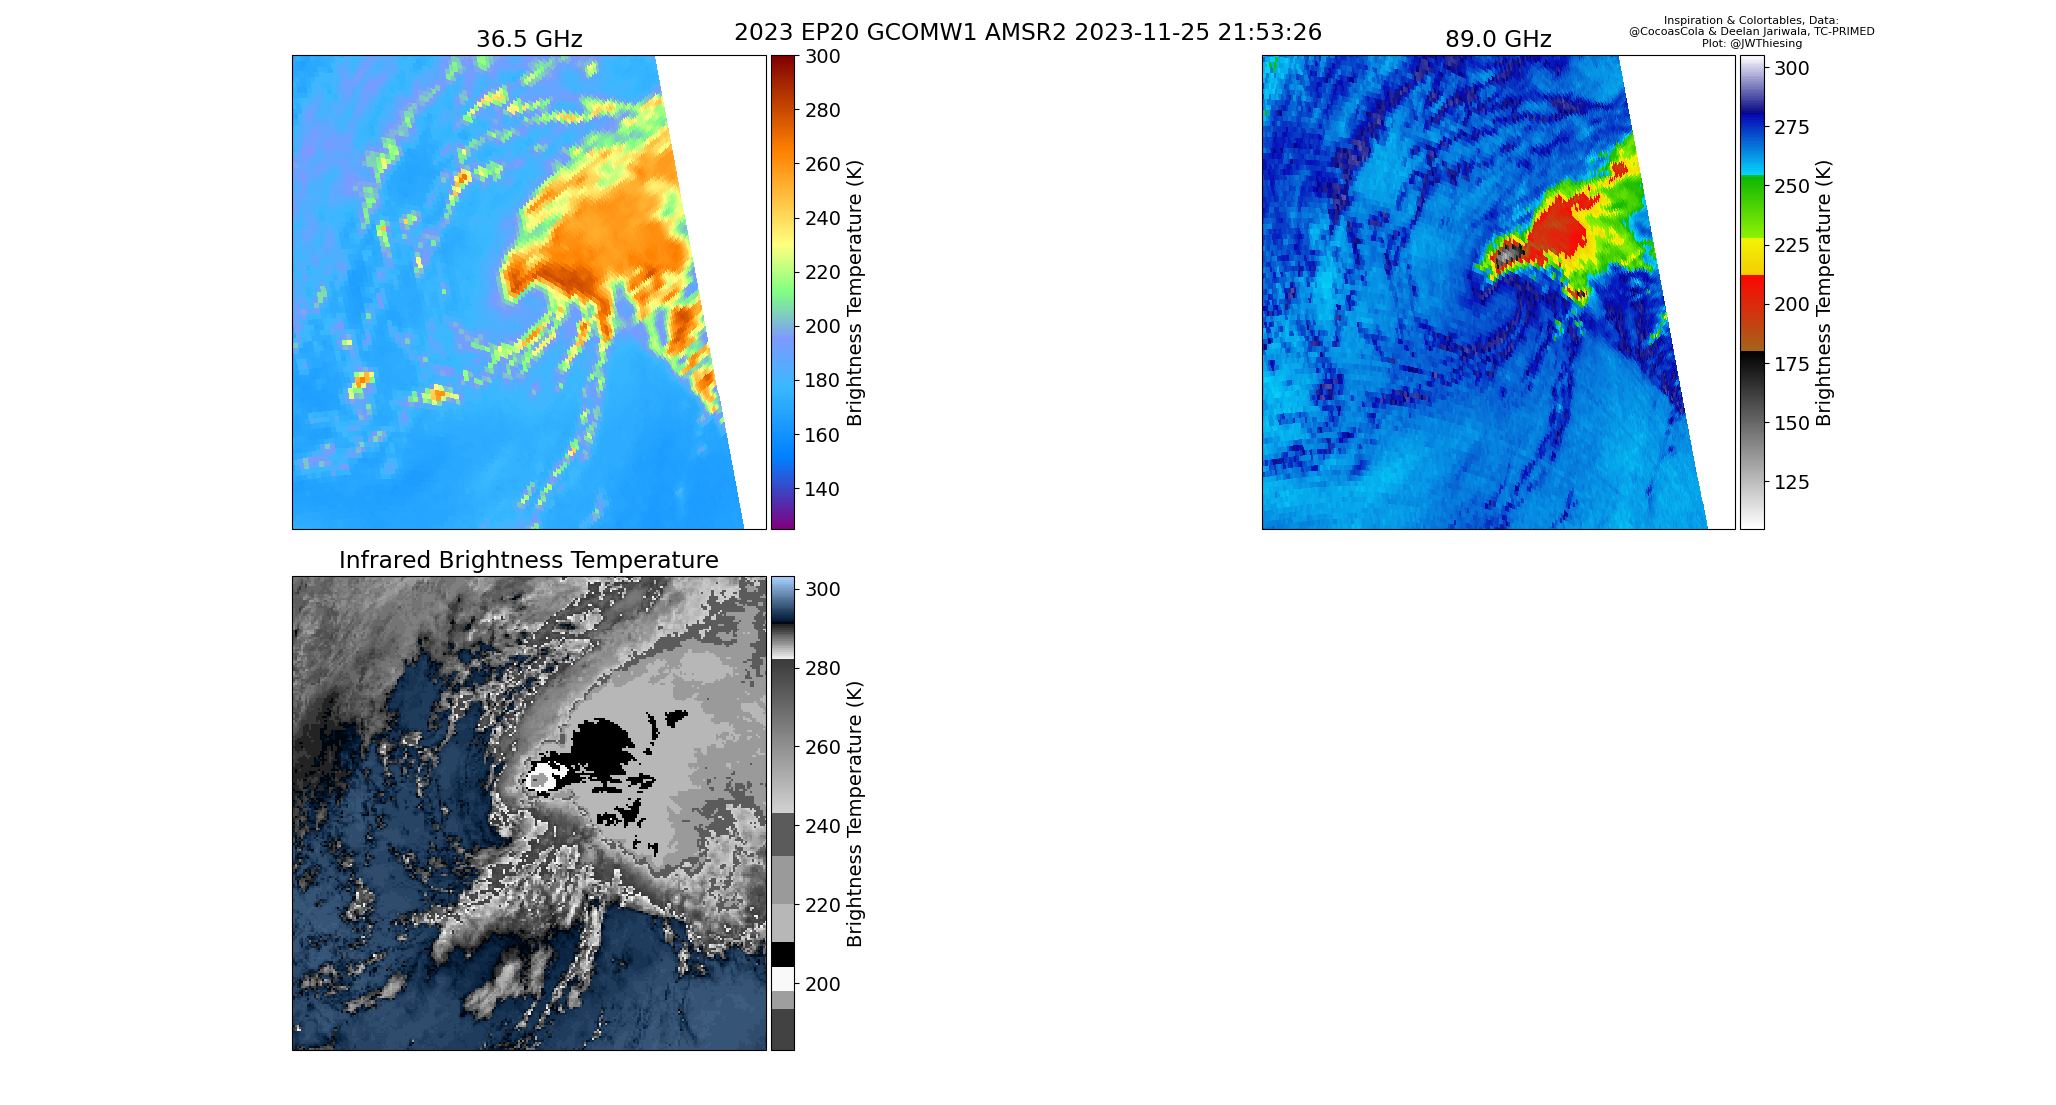 2023 EP20 GCOMW1 AMSR2 2023-11-25 21:53:26
Inspiration & Colortables, Data:
@CocoasCola & Deelan Jariwala, TC-PRIMED
Plot: @JWThiesing
36.5 GHz
300
280
260
240
220
200
180
160
140
Brightness Temperature (K)
89.0 GHz
300
275
250
225
200
175
150
125
Brightness Temperature (K)
Infrared Brightness Temperature
300
280
260
240
220
200
Brightness Temperature (K)